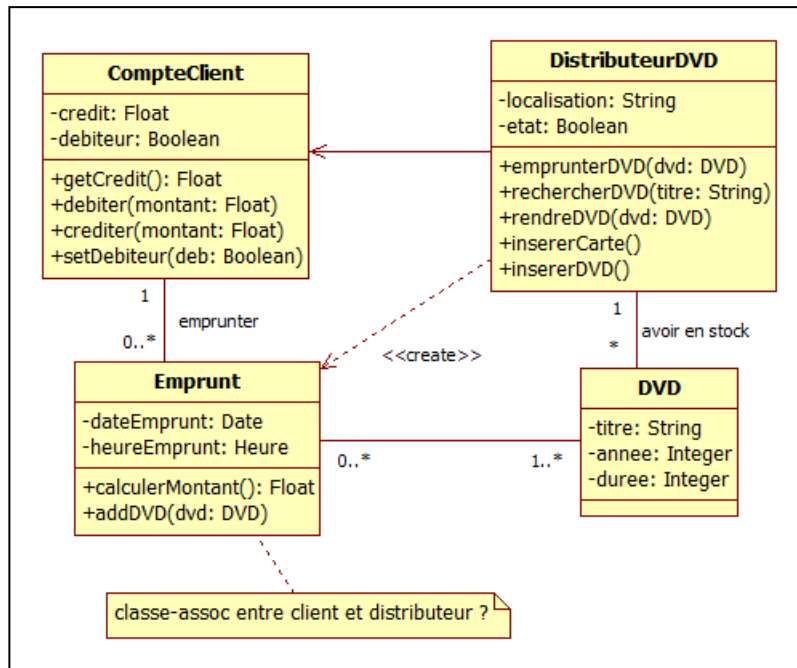 CompteClient
-credit: Float
-debiteur: Boolean
+getCredit(): Float
+debiter(montant: Float)
+crediter(montant: Float)
+setDebiteur(deb: Boolean)
DistributeurDVD
-localisation: String
-etat: Boolean
+emprunterDVD(dvd: DVD)
+rechercherDVD(titre: String)
+rendreDVD(dvd: DVD)
+insererCarte()
+insererDVD()
1
emprunter
0..*
<<create>>
1
avoir en stock
*
Emprunt
-dateEmprunt: Date
-heureEmprunt: Heure
+calculerMontant(): Float
+addDVD(dvd: DVD)
0..*
1..*
DVD
-titre: String
-annee: Integer
-duree: Integer
classe-assoc entre client et distributeur ?